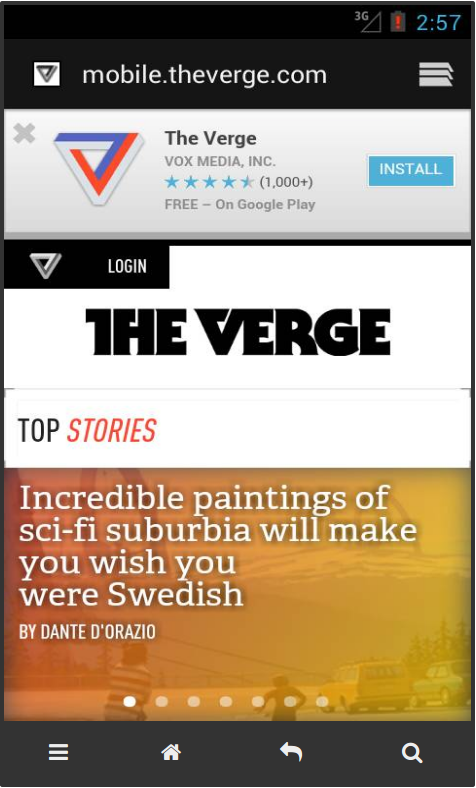 3G 2:57
mobile.theverge.com
The Verge
VOX MEDIA, INC.
(1,000+)
FREE – On Google Play
INSTALL
LOGIN
THE VERGE
TOP STORIES
Incredible paintings of
sci-fi suburbia will make
you wish you
were Swedish
BY DANTE D'ORAZIO